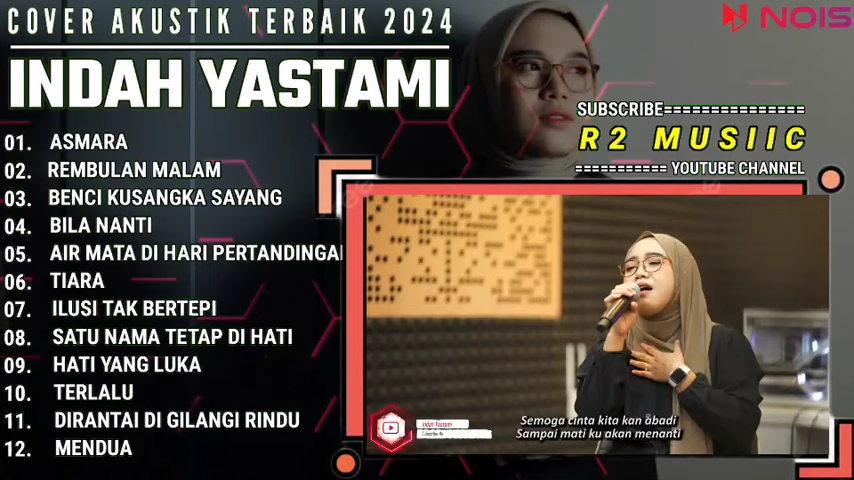 COVER AKUSTIK TERBAIK 2024
INDAH YASTAMI
NOIS
SUBSCRIBE===============
R2 MUSIIC
=========== YOUTUBE CHANNEL
01. ASMARA
02. REMBULAN MALAM
03. BENCI KUSANGKA SAYANG
04. BILA NANTI
05. AIR MATA DI HARI PERTANDINGA
06. TIARA
07. ILUSI TAK BERTEPI
08. SATU NAMA TETAP DI HATI
09. HATI YANG LUKA
10. TERLALU
11. DIRANTAI DI GILANGI RINDU
12. MENDUA
Semoga cinta kita kan abadi
Sampai mati ku akan menanti
Indah Yastami